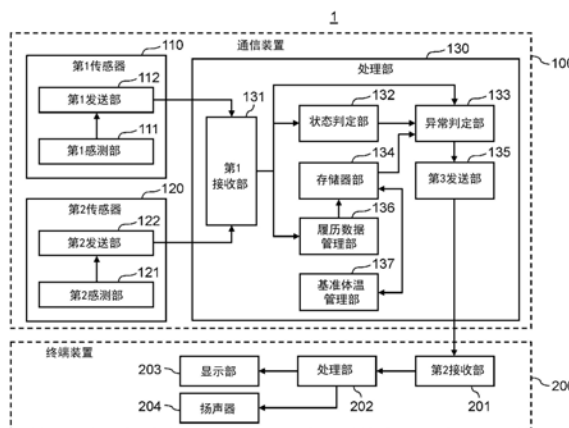 1
通信装置
100
110
第1传感器
112
第1发送部
111
第1感测部
120
第2传感器
122
第2发送部
121
第2感测部
130
处理部
131
第1
接收部
132
状态判定部
133
异常判定部
134
存储器部
135
第3发送部
136
履历数据
管理部
137
基准体温
管理部
终端装置
200
203
显示部
处理部
202
第2接收部
201
204
扬声器